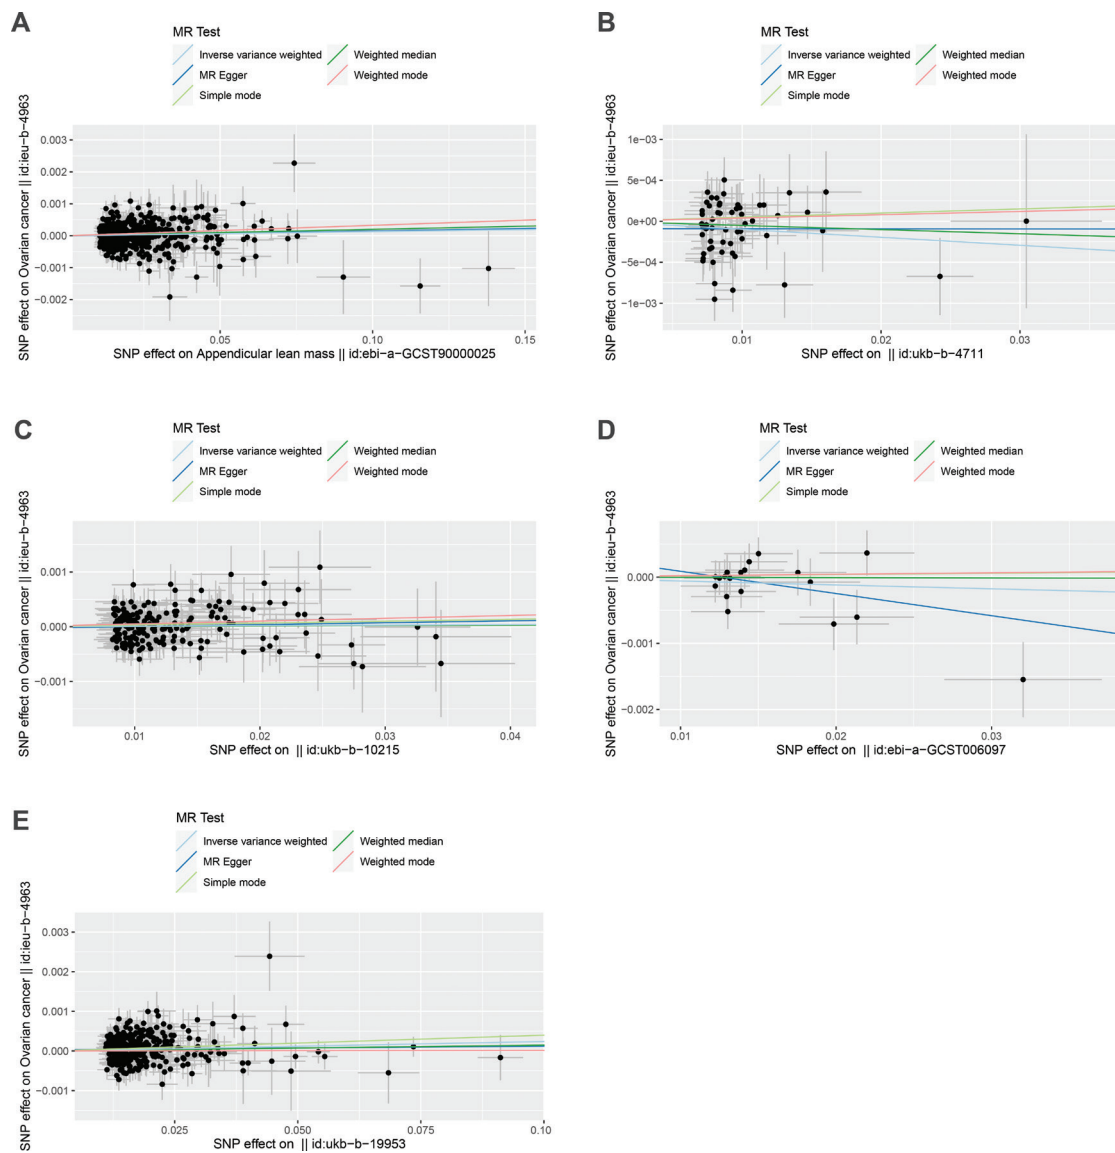 A
MR Test
Inverse variance weighted
Weighted median
MR Egger
Weighted mode
Simple mode
SNP effect on Ovarian cancer || id:ieu−b−4963
0.003
0.002
0.001
0.000
−0.001
−0.002
0.05
0.10
0.15
SNP effect on Appendicular lean mass || id:ebi−a−GCST90000025
B
MR Test
Inverse variance weighted
Weighted median
MR Egger
Weighted mode
Simple mode
SNP effect on Ovarian cancer || id:ieu−b−4963
1e−03
5e−04
0e+00
−5e−04
−1e−03
0.01
0.02
0.03
SNP effect on || id:ukb−b−4711
C
MR Test
Inverse variance weighted
Weighted median
MR Egger
Weighted mode
Simple mode
SNP effect on Ovarian cancer || id:ieu−b−4963
0.001
0.000
−0.001
0.01
0.02
0.03
0.04
SNP effect on || id:ukb−b−10215
D
MR Test
Inverse variance weighted
Weighted median
MR Egger
Weighted mode
Simple mode
SNP effect on Ovarian cancer || id:ieu−b−4963
0.000
−0.001
−0.002
0.01
0.02
0.03
SNP effect on || id:ebi−a−GCST006097
E
MR Test
Inverse variance weighted
Weighted median
MR Egger
Weighted mode
Simple mode
SNP effect on Ovarian cancer || id:ieu−b−4963
0.003
0.002
0.001
0.000
−0.001
0.025
0.050
0.075
0.10
SNP effect on || id:ukb−b−19953